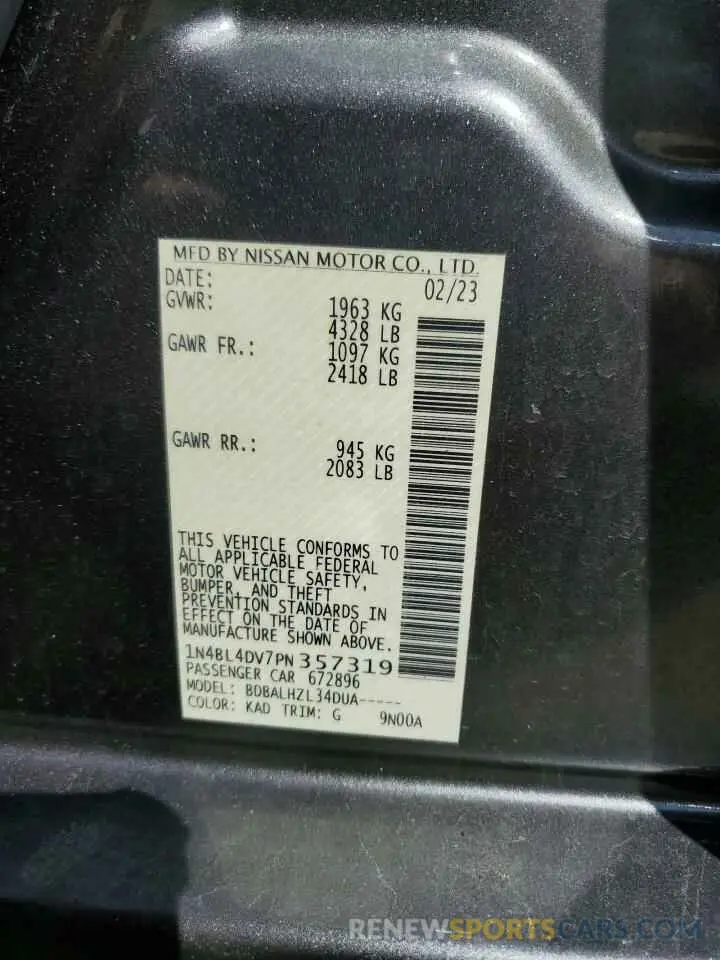 MFD BY NISSAN MOTOR CO., LTD.
DATE: 02/23
GVWR: 1963 KG
4328 LB
GAWR FR.: 1097 KG
2418 LB
GAWR RR.: 945 KG
2083 LB
THIS VEHICLE CONFORMS TO
ALL APPLICABLE FEDERAL
MOTOR VEHICLE SAFETY,
BUMPER, AND THEFT
PREVENTION STANDARDS IN
EFFECT ON THE DATE OF
MANUFACTURE SHOWN ABOVE.
1N4BL4DV7PN357319
PASSENGER CAR 672896
MODEL: BDBALHZL34DUA-----
COLOR: KAD TRIM: G 9N00A
RENEWSPORTSCARS.COM